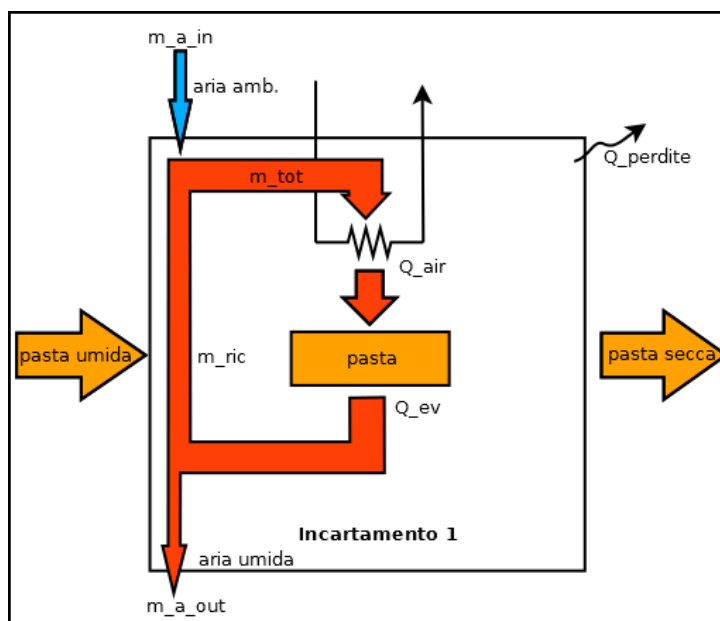 m_a_in
aria amb.
Q_perdite
m_tot
Q_air
pasta umida
m_ric
pasta
pasta secca
Q_ev
Incartamento 1
aria umida
m_a_out